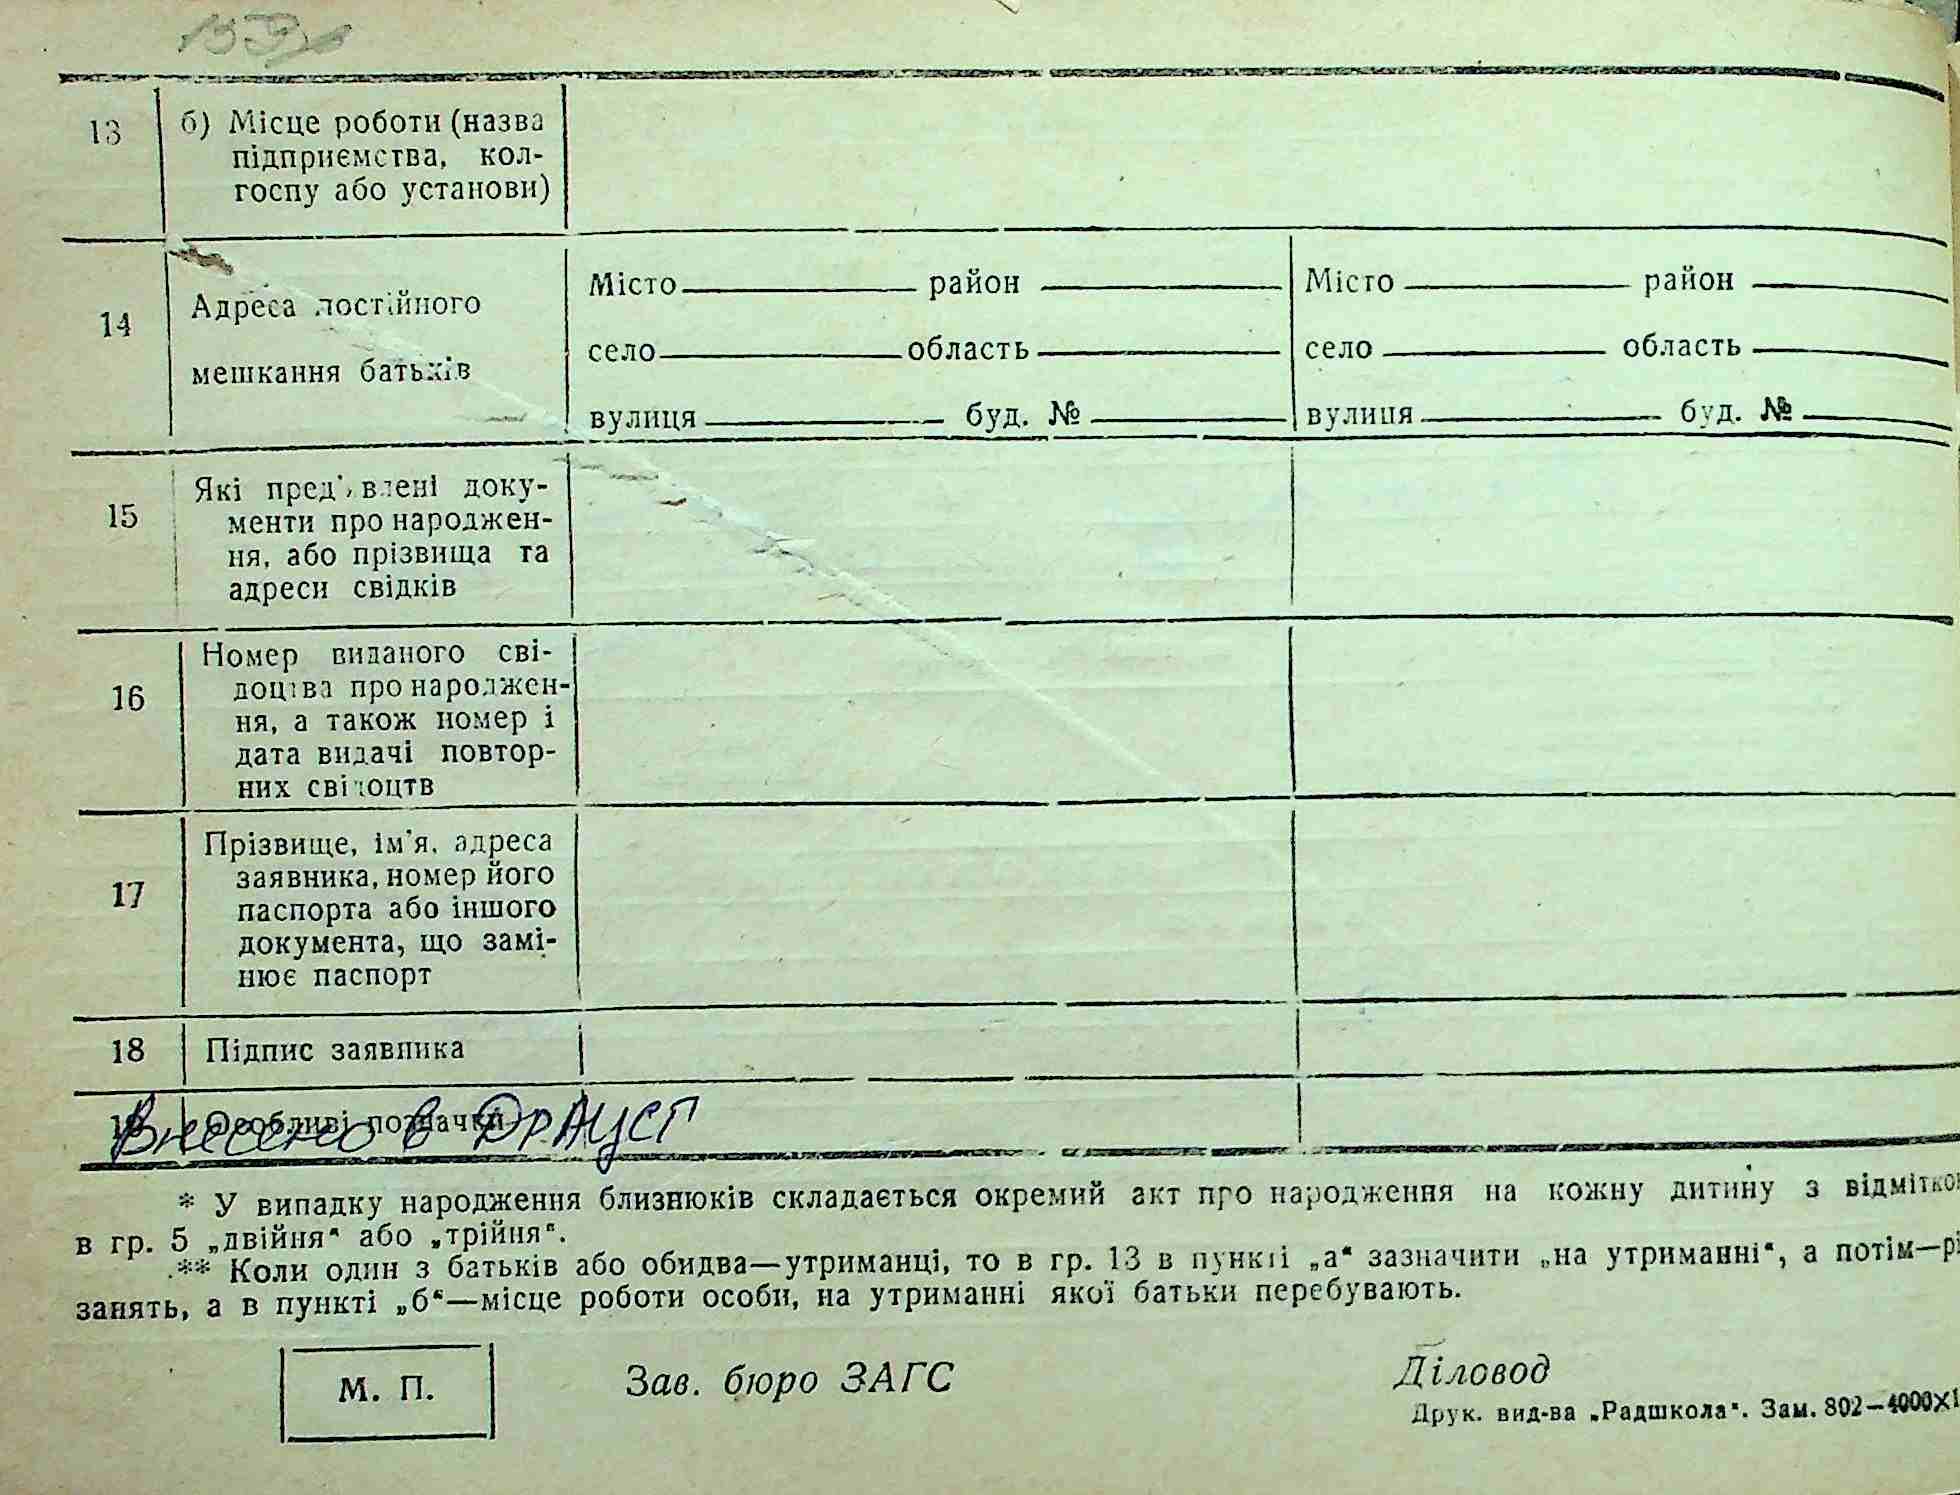 13
б) Місце роботи (назва
підприємства, кол-
госпу або установи)
14
Адреса постійного
мешкання батьків
Місто район
село область
вулиця буд. №
Місто район
село область
вулиця буд. №
15
Які пред'явлені доку-
менти про народжен-
ня, або прізвища та
адреси свідків
16
Номер виданого сві-
доцтва про народжен-
ня, а також номер і
дата видачі повтор-
них свідоцтв
17
Прізвище, ім'я, адреса
заявника, номер його
паспорта або іншого
документа, що замі-
нює паспорт
18
Підпис заявника
19
Особливі позначки
Внесено в ДРАЦСГ
* У випадку народження близнюків складається окремий акт про народження на кожну дитину з відмітко
в гр. 5 „двійня“ або „трійня“.
** Коли один з батьків або обидва—утриманці, то в гр. 13 в пункті „а“ зазначити „на утриманні“, а потім—рі
занять, а в пункті „б“—місце роботи особи, на утриманні якої батьки перебувають.
М. П.
Зав. бюро ЗАГС
Діловод
Друк. вид-ва „Радшкола“. Зам. 802—4000×1